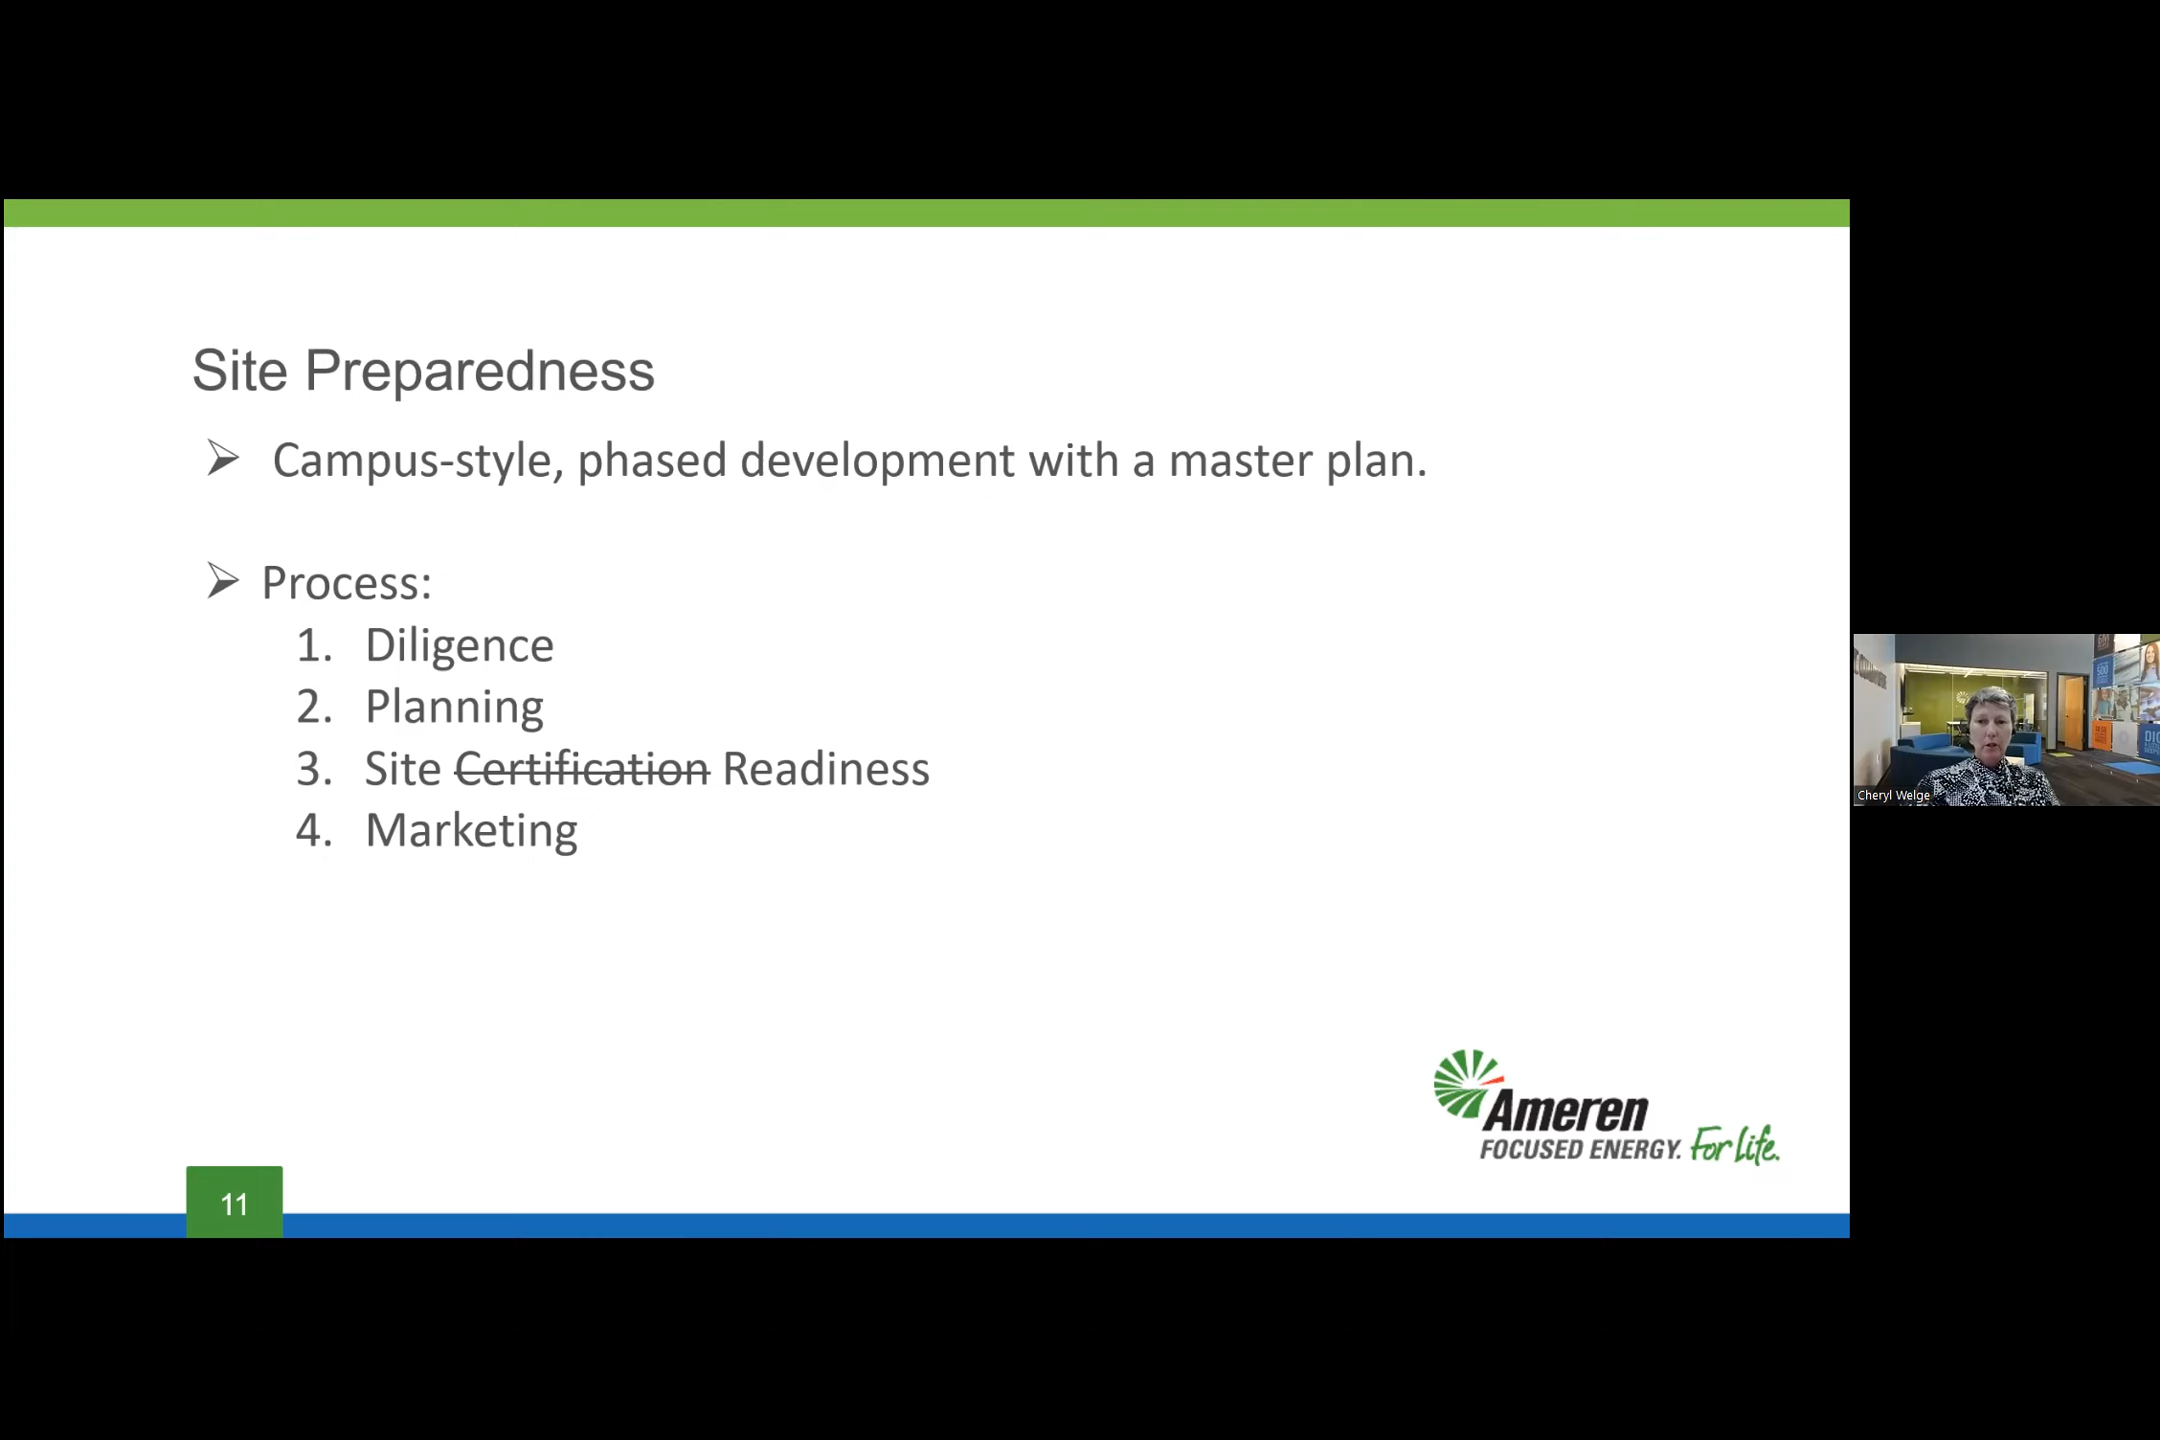 Site Preparedness
➢ Campus-style, phased development with a master plan.
➢ Process:
1. Diligence
2. Planning
3. Site ~~Certification~~ Readiness
4. Marketing
Ameren
FOCUSED ENERGY. For Life.
11
Cheryl Welge